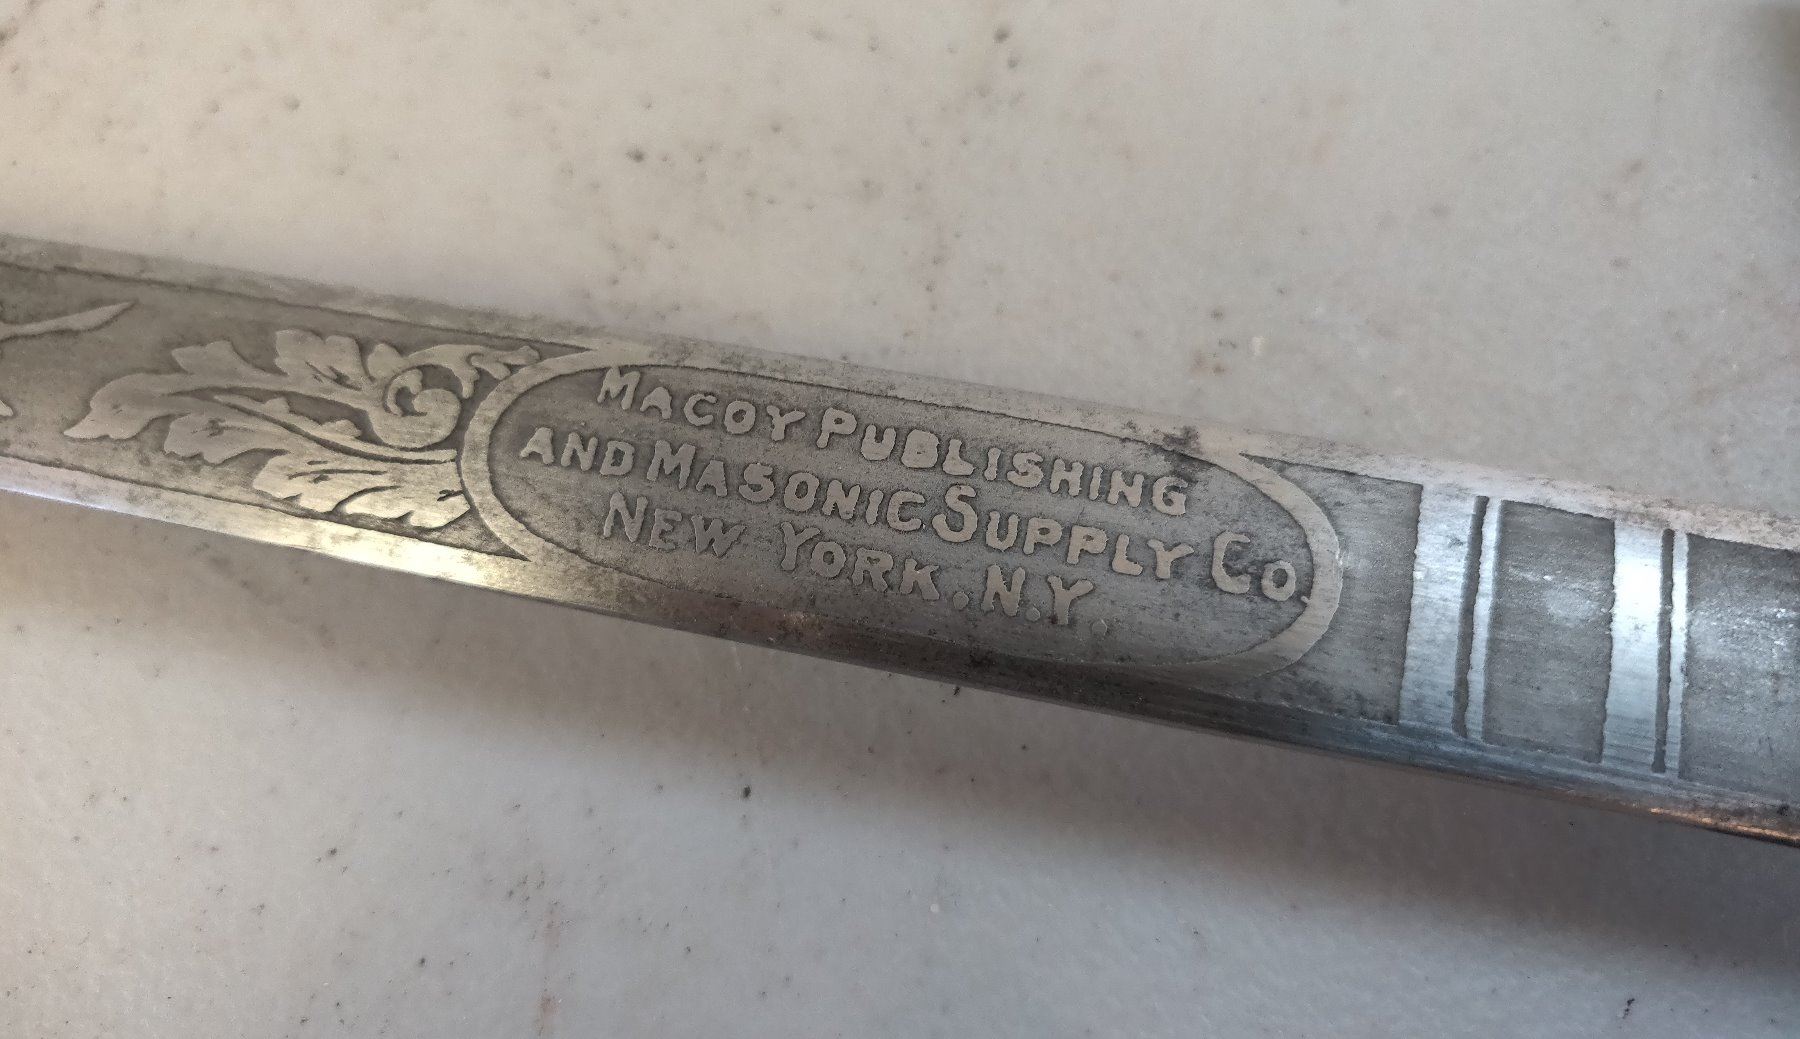 MACOY PUBLISHING
AND MASONIC SUPPLY CO.
NEW YORK. N.Y.